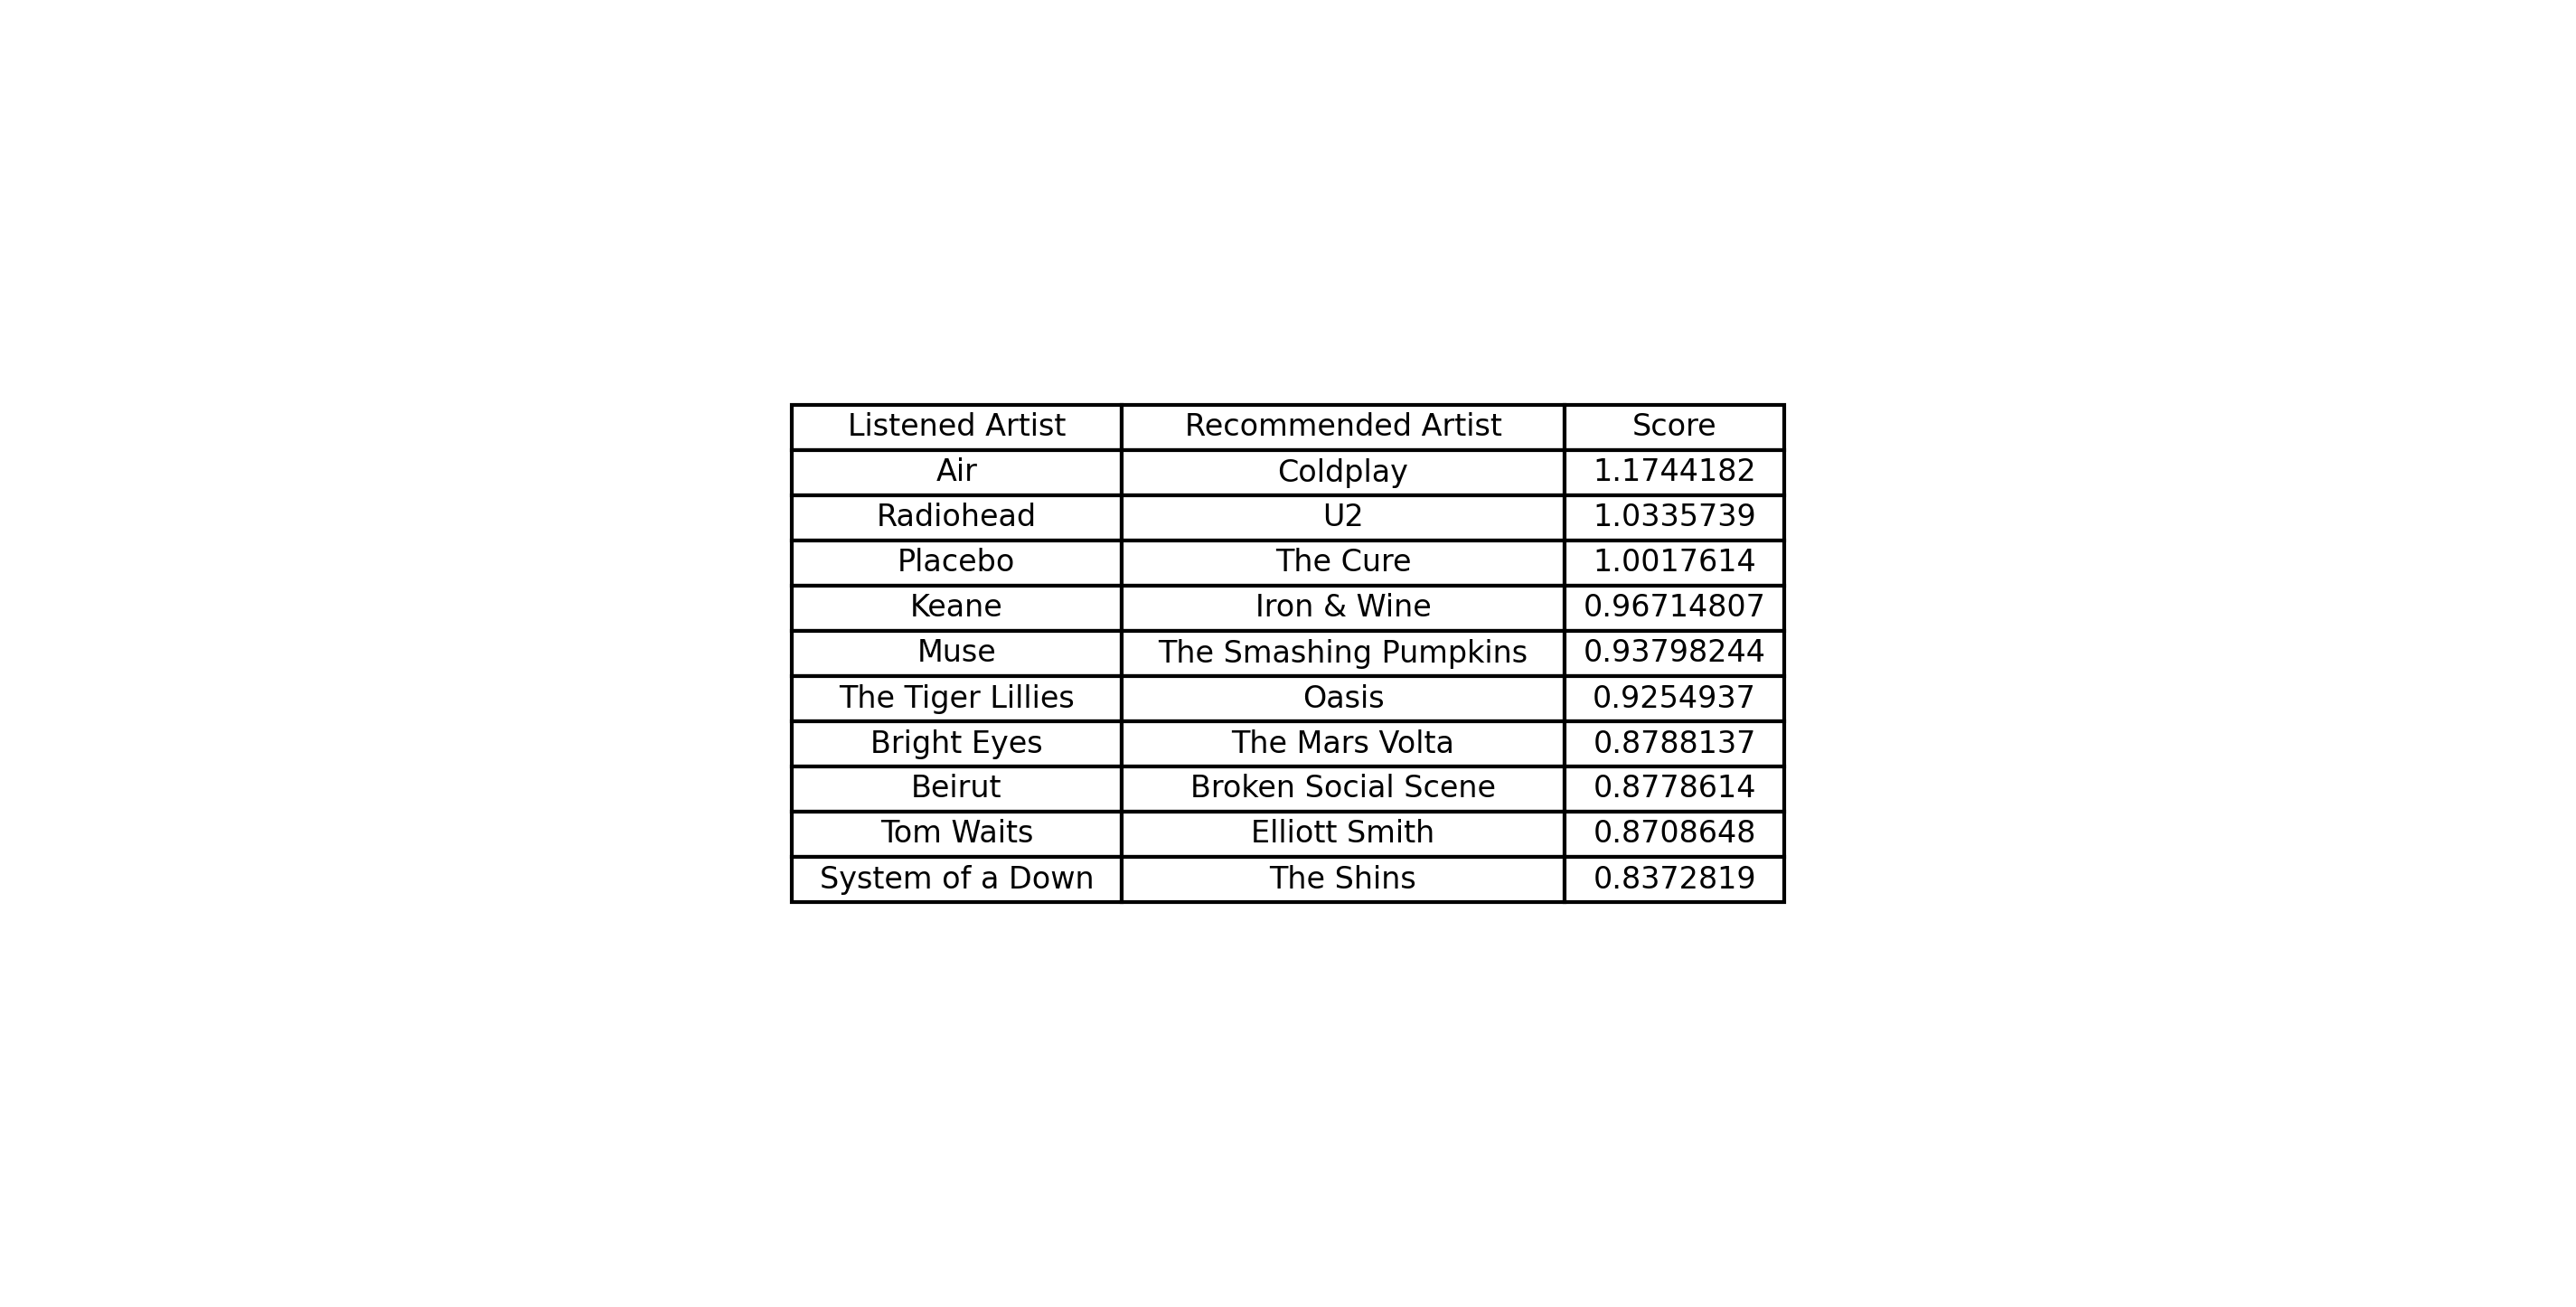 Listened Artist Recommended Artist Score
Air Coldplay 1.1744182
Radiohead U2 1.0335739
Placebo The Cure 1.0017614
Keane Iron & Wine 0.96714807
Muse The Smashing Pumpkins 0.93798244
The Tiger Lillies Oasis 0.9254937
Bright Eyes The Mars Volta 0.8788137
Beirut Broken Social Scene 0.8778614
Tom Waits Elliott Smith 0.8708648
System of a Down The Shins 0.8372819